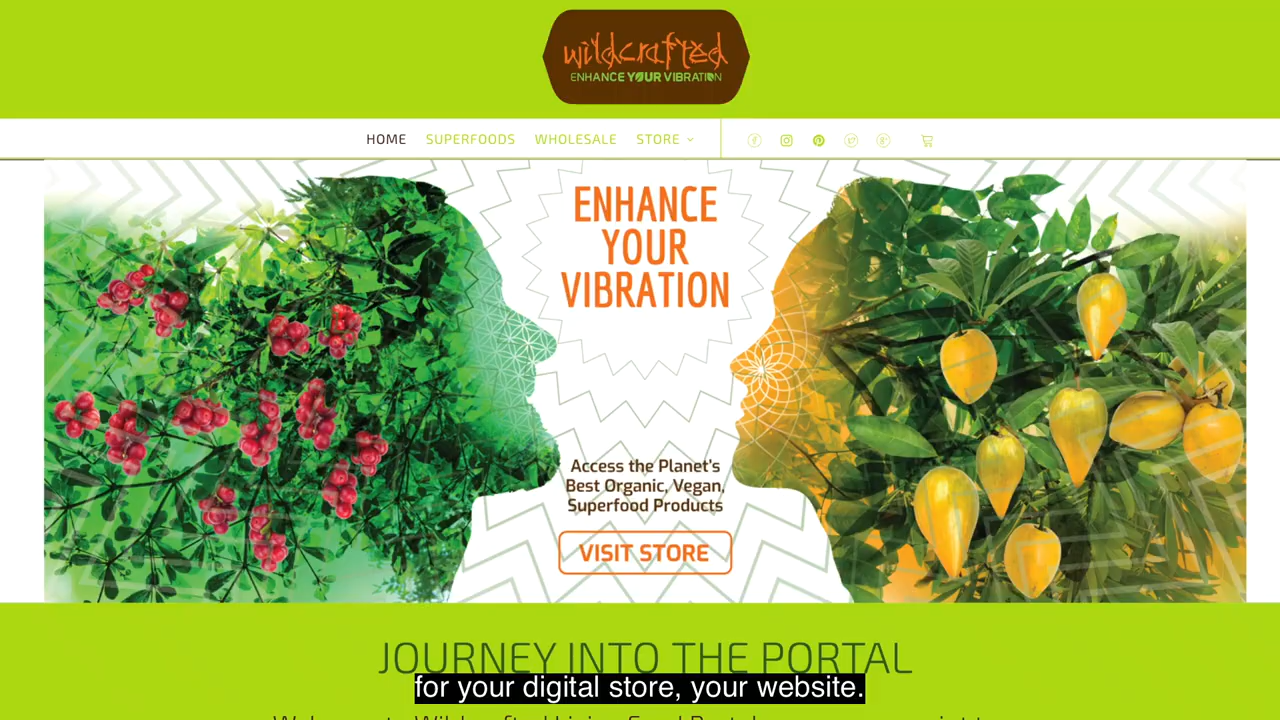 wildcrafted
ENHANCE YOUR VIBRATION
HOME SUPERFOODS WHOLESALE STORE
ENHANCE
YOUR
VIBRATION
Access the Planet's
Best Organic, Vegan,
Superfood Products
VISIT STORE
JOURNEY INTO THE PORTAL
for your digital store, your website.